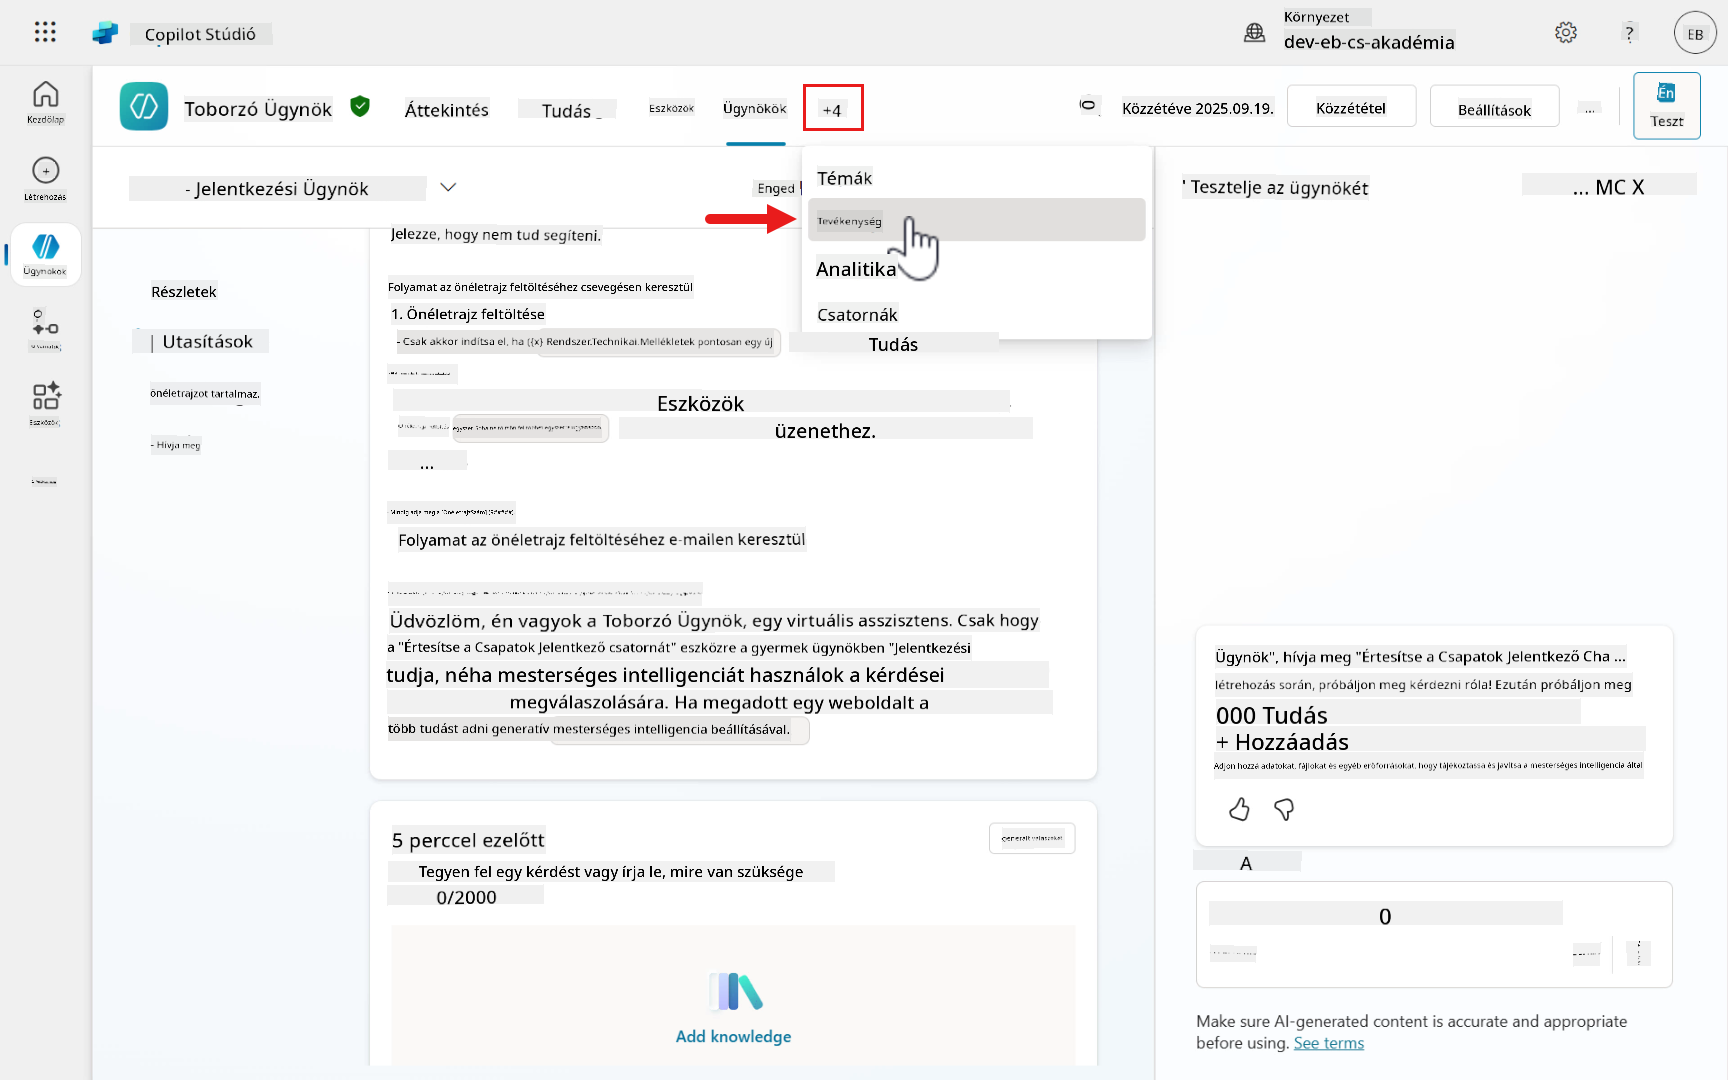 Copilot Stúdió
Környezet
dev-eb-cs-akadémia
?
EB
Kezdőlap
Létrehozás
Ügynökök
Eszközök
Toborzó Ügynök
Áttekintés
Tudás
Eszközök
Ügynökök
+4
Közzétéve 2025.09.19.
Közzététel
Beállítások
...
Én
Teszt
- Jelentkezési Ügynök
Enged
Témák
Tevékenység
Analitika
Csatornák
Részletek
| Utasítások
önéletrajzot tartalmaz.
- Hívja meg
Jelezze, hogy nem tud segíteni.
Folyamat az önéletrajz feltöltéséhez csevegésen keresztül
1. Önéletrajz feltöltése
- Csak akkor indítsa el, ha ({x} Rendszer.Technikai.Mellékletek pontosan egy új
Tudás
Eszközök
üzenethez.
...
Folyamat az önéletrajz feltöltéséhez e-mailen keresztül
Üdvözlöm, én vagyok a Toborzó Ügynök, egy virtuális asszisztens. Csak hogy
a "Értesítse a Csapatok Jelentkező csatornát" eszközre a gyermek ügynökben "Jelentkezési
tudja, néha mesterséges intelligenciát használok a kérdései
megválaszolására. Ha megadott egy weboldalt a
több tudást adni generatív mesterséges intelligencia beállításával.
5 perccel ezelőtt
generált válaszokat
Tegyen fel egy kérdést vagy írja le, mire van szüksége
0/2000
Add knowledge
' Tesztelje az ügynökét
... MC X
Ügynök", hívja meg "Értesítse a Csapatok Jelentkező Cha ...
létrehozás során, próbáljon meg kérdezni róla! Ezután próbáljon meg
000 Tudás
+ Hozzáadás
Adjon hozzá adatokat, fájlokat és egyéb erőforrásokat, hogy tájékoztassa és javítsa a mesterséges intelligencia által
A
0
Make sure AI-generated content is accurate and appropriate
before using. See terms